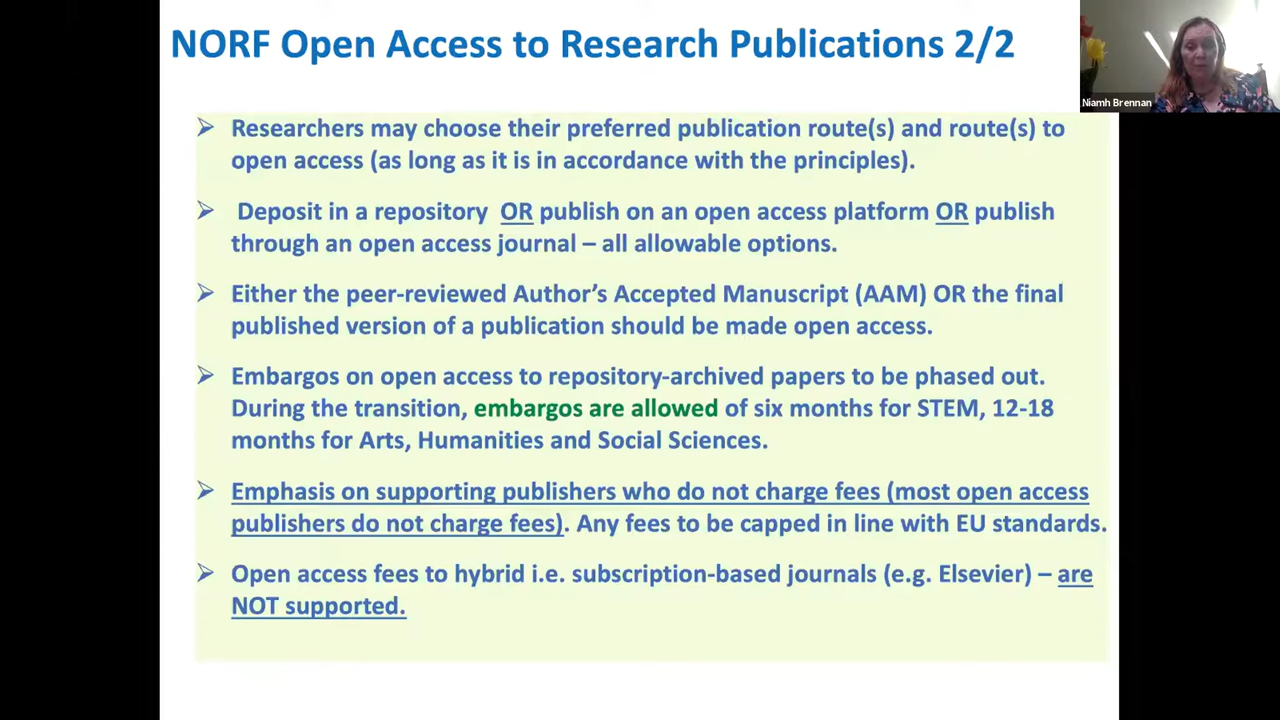 NORF Open Access to Research Publications 2/2
Niamh Brennan
➢ Researchers may choose their preferred publication route(s) and route(s) to
open access (as long as it is in accordance with the principles).
➢ Deposit in a repository OR publish on an open access platform OR publish
through an open access journal – all allowable options.
➢ Either the peer-reviewed Author’s Accepted Manuscript (AAM) OR the final
published version of a publication should be made open access.
➢ Embargos on open access to repository-archived papers to be phased out.
During the transition, embargos are allowed of six months for STEM, 12-18
months for Arts, Humanities and Social Sciences.
➢ Emphasis on supporting publishers who do not charge fees (most open access
publishers do not charge fees). Any fees to be capped in line with EU standards.
➢ Open access fees to hybrid i.e. subscription-based journals (e.g. Elsevier) – are
NOT supported.